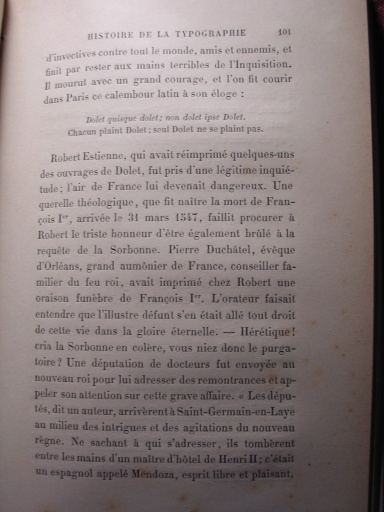 HISTOIRE DE LA TYPOGRAPHIE 101
d'invectives contre tout le monde, amis et ennemis, et
finit par rester aux mains terribles de l'Inquisition.
Il mourut avec un grand courage, et l'on fit courir
dans Paris ce calembour latin à son éloge :
Dolet quisque dolet; non dolet ipse Dolet.
Chacun plaint Dolet; seul Dolet ne se plaint pas.
Robert Estienne, qui avait réimprimé quelques-uns
des ouvrages de Dolet, fut pris d'une légitime inquié-
tude; l'air de France lui devenait dangereux. Une
querelle théologique, que fit naître la mort de Fran-
çois Ier, arrivée le 31 mars 1547, faillit procurer à
Robert le triste honneur d'être également brûlé à la
requête de la Sorbonne. Pierre Duchâtel, évêque
d'Orléans, grand aumônier de France, conseiller fa-
milier du feu roi, avait imprimé chez Robert une
oraison funèbre de François Ier. L'orateur faisait
entendre que l'illustre défunt s'en était allé tout droit
de cette vie dans la gloire éternelle. — Hérétique!
cria la Sorbonne en colère, vous niez donc le purga-
toire? Une députation de docteurs fut envoyée au
nouveau roi pour lui adresser des remontrances et ap-
peler son attention sur cette grave affaire. « Les dépu-
tés, dit un auteur, arrivèrent à Saint-Germain-en-Laye
au milieu des intrigues et des agitations du nouveau
règne. Ne sachant à qui s'adresser, ils tombèrent
entre les mains d'un maître d'hôtel de Henri II; c'était
un espagnol appelé Mendoza, esprit libre et plaisant,